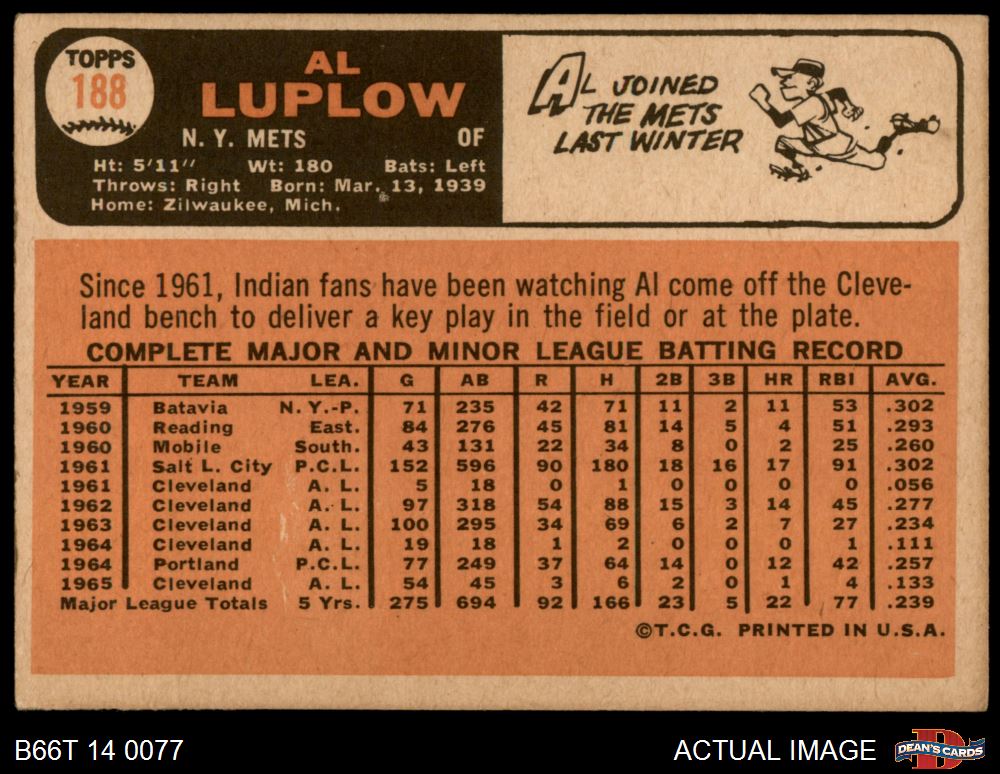 TOPPS
188
AL
LUPLOW
N. Y. METS OF
Ht: 5'11" Wt: 180 Bats: Left
Throws: Right Born: Mar. 13, 1939
Home: Zilwaukee, Mich.
AL JOINED
THE METS
LAST WINTER
Since 1961, Indian fans have been watching Al come off the Cleve-
land bench to deliver a key play in the field or at the plate.
COMPLETE MAJOR AND MINOR LEAGUE BATTING RECORD
YEAR TEAM LEA. G AB R H 2B 3B HR RBI AVG.
1959 Batavia N. Y.-P. 71 235 42 71 11 2 11 53 .302
1960 Reading East. 84 276 45 81 14 5 4 51 .293
1960 Mobile South. 43 131 22 34 8 0 2 25 .260
1961 Salt L. City P.C.L. 152 596 90 180 18 16 17 91 .302
1961 Cleveland A. L. 5 18 0 1 0 0 0 0 .056
1962 Cleveland A. L. 97 318 54 88 15 3 14 45 .277
1963 Cleveland A. L. 100 295 34 69 6 2 7 27 .234
1964 Cleveland A. L. 19 18 1 2 0 0 0 1 .111
1964 Portland P.C.L. 77 249 37 64 14 0 12 42 .257
1965 Cleveland A. L. 54 45 3 6 2 0 1 4 .133
Major League Totals 5 Yrs. 275 694 92 166 23 5 22 77 .239
©T.C.G. PRINTED IN U.S.A.
B66T 14 0077 ACTUAL IMAGE
D
DEAN'S CARDS